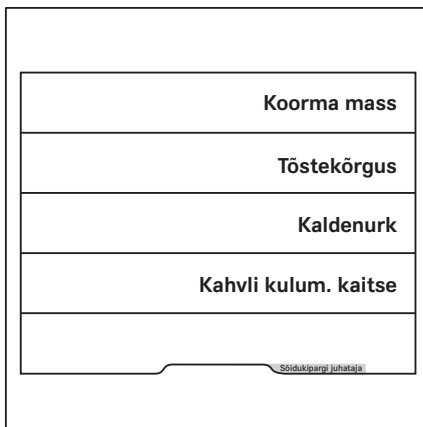 Koorma mass
Tõstekõrgus
Kaldenurk
Kahvli kulum. kaitse
Sõidukipargi juhataja